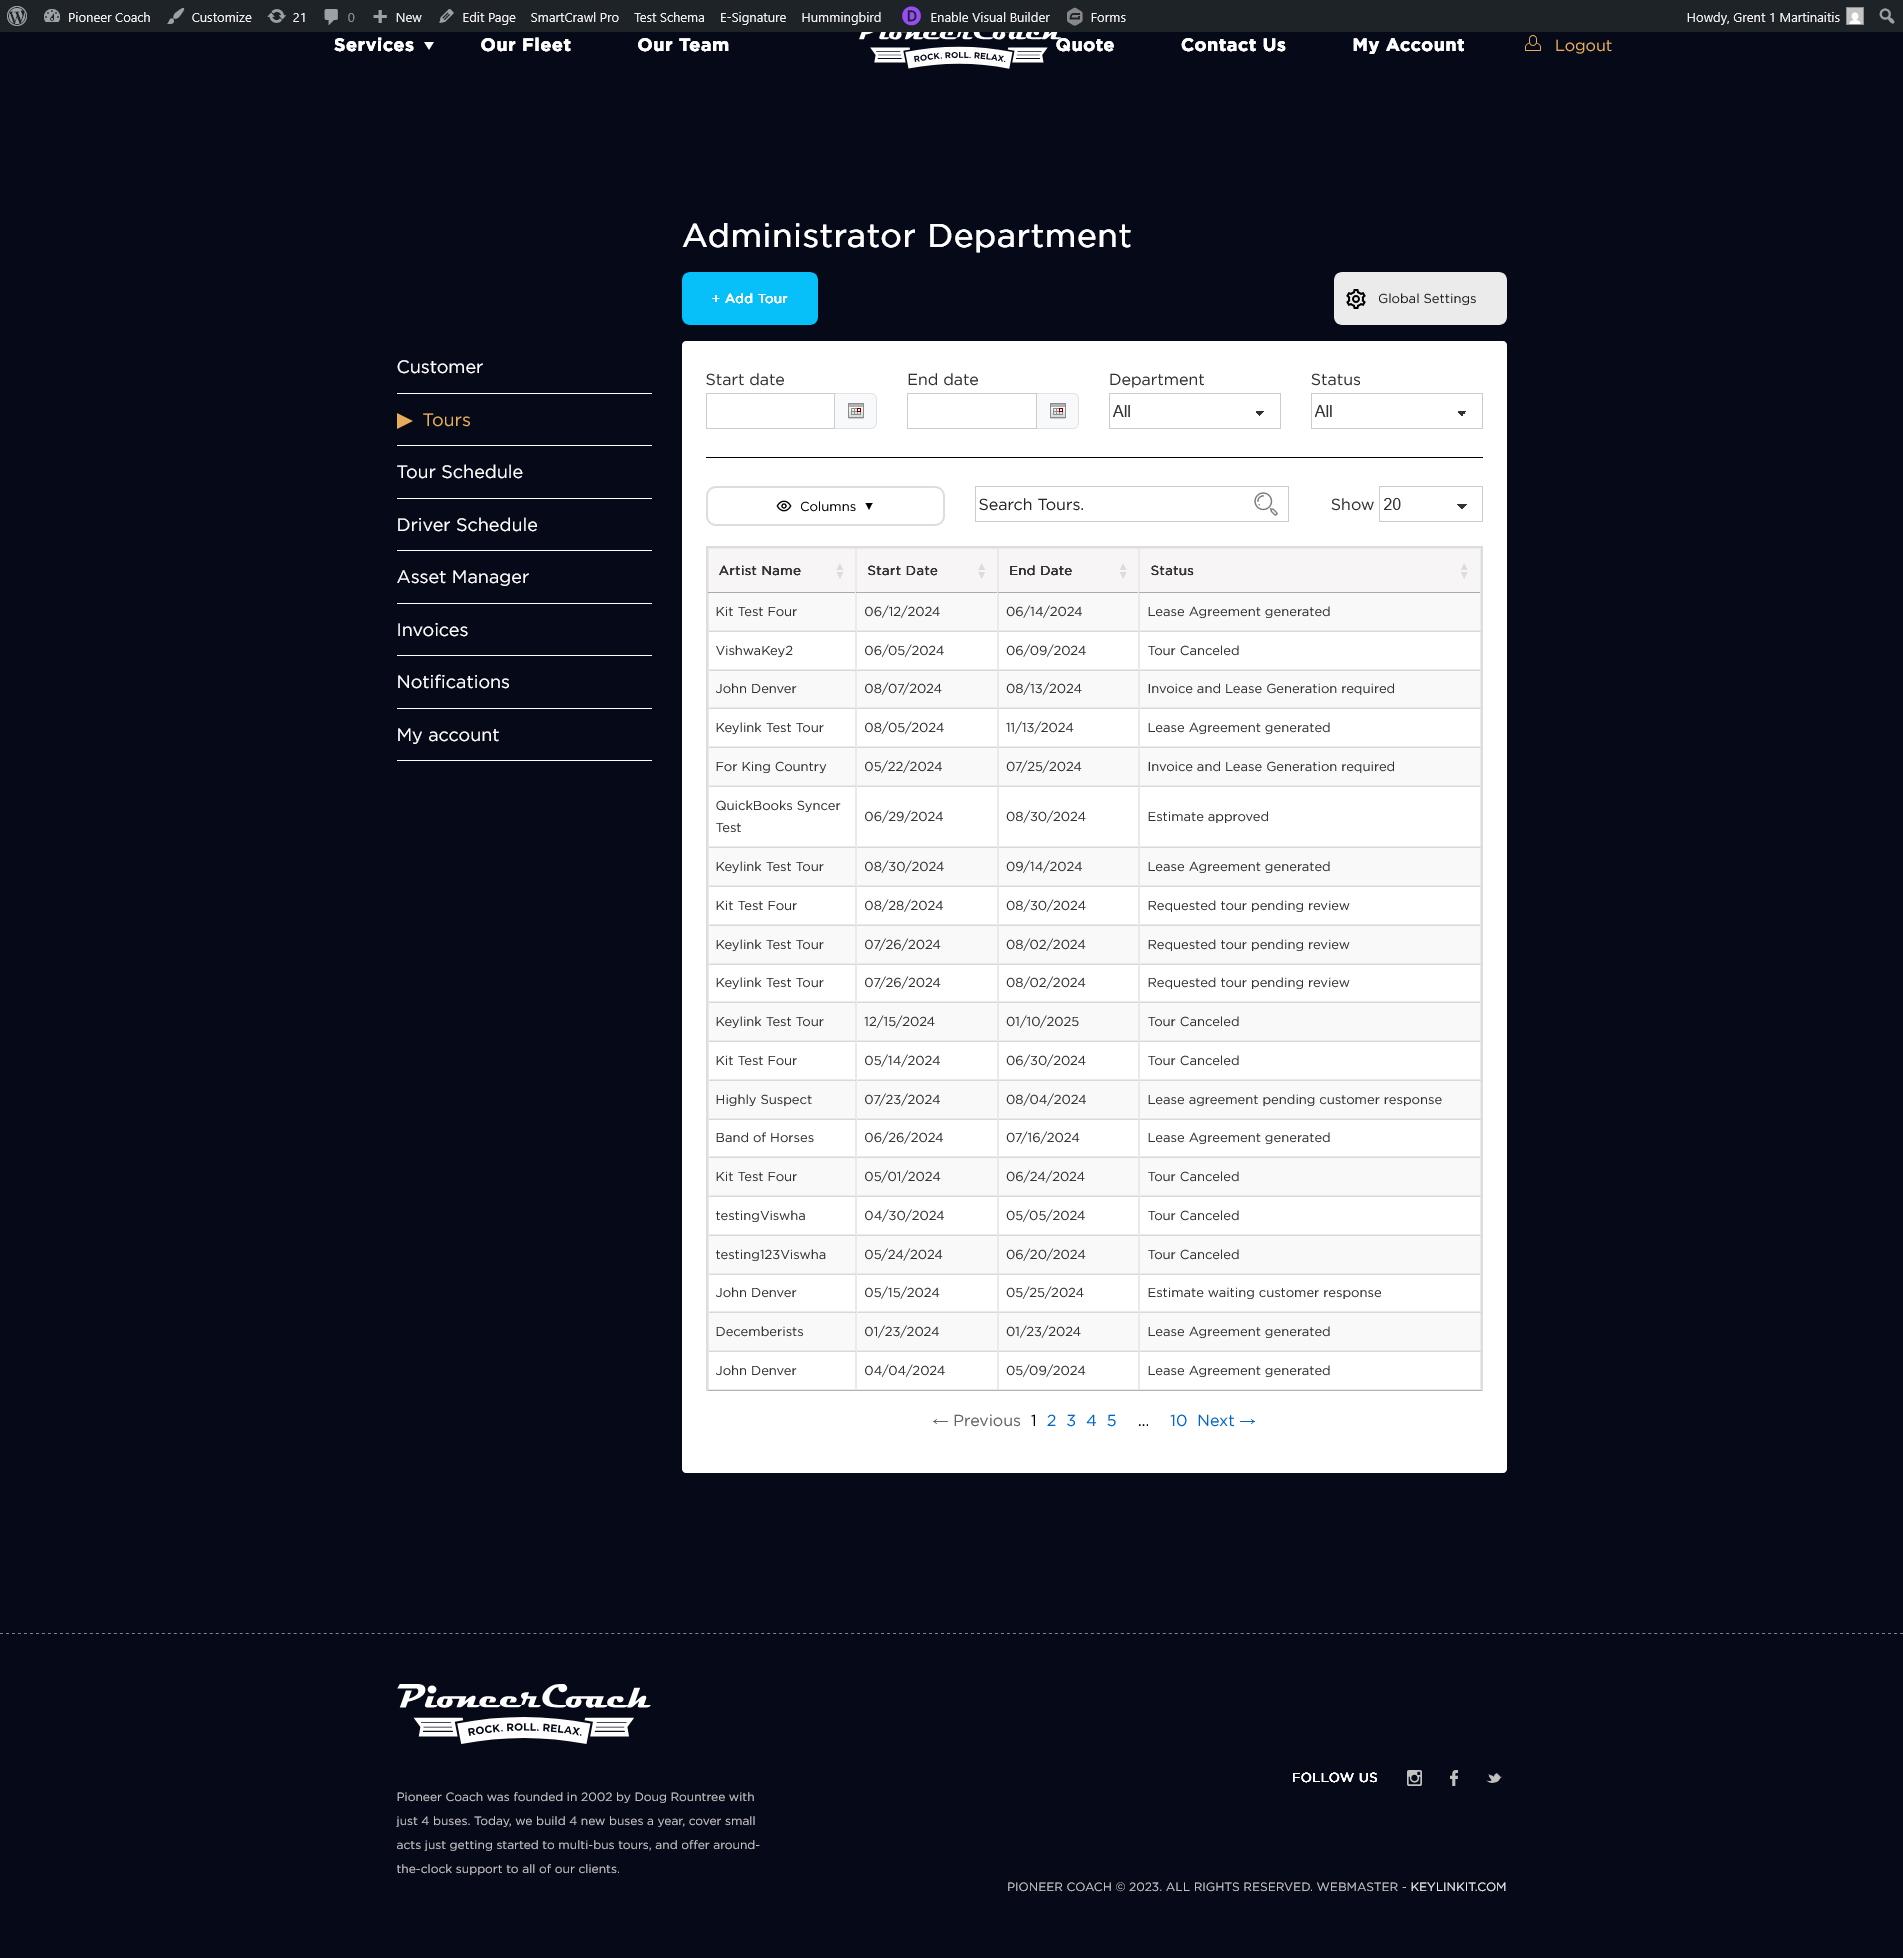 Pioneer Coach Customize 21 0 New Edit Page SmartCrawl Pro Test Schema E-Signature Hummingbird D Enable Visual Builder Forms Howdy, Grent 1 Martinaitis
Services ▼ Our Fleet Our Team PioneerCoach Quote Contact Us My Account Logout
ROCK. ROLL. RELAX.
Administrator Department
+ Add Tour Global Settings
Customer
▶ Tours
Tour Schedule
Driver Schedule
Asset Manager
Invoices
Notifications
My account
Start date End date Department Status
All All
Columns ▼ Search Tours. Show 20
Artist Name Start Date End Date Status
Kit Test Four 06/12/2024 06/14/2024 Lease Agreement generated
VishwaKey2 06/05/2024 06/09/2024 Tour Canceled
John Denver 08/07/2024 08/13/2024 Invoice and Lease Generation required
Keylink Test Tour 08/05/2024 11/13/2024 Lease Agreement generated
For King Country 05/22/2024 07/25/2024 Invoice and Lease Generation required
QuickBooks Syncer
Test 06/29/2024 08/30/2024 Estimate approved
Keylink Test Tour 08/30/2024 09/14/2024 Lease Agreement generated
Kit Test Four 08/28/2024 08/30/2024 Requested tour pending review
Keylink Test Tour 07/26/2024 08/02/2024 Requested tour pending review
Keylink Test Tour 07/26/2024 08/02/2024 Requested tour pending review
Keylink Test Tour 12/15/2024 01/10/2025 Tour Canceled
Kit Test Four 05/14/2024 06/30/2024 Tour Canceled
Highly Suspect 07/23/2024 08/04/2024 Lease agreement pending customer response
Band of Horses 06/26/2024 07/16/2024 Lease Agreement generated
Kit Test Four 05/01/2024 06/24/2024 Tour Canceled
testingViswha 04/30/2024 05/05/2024 Tour Canceled
testing123Viswha 05/24/2024 06/20/2024 Tour Canceled
John Denver 05/15/2024 05/25/2024 Estimate waiting customer response
Decemberists 01/23/2024 01/23/2024 Lease Agreement generated
John Denver 04/04/2024 05/09/2024 Lease Agreement generated
← Previous 1 2 3 4 5 ... 10 Next →
PioneerCoach
ROCK. ROLL. RELAX.
FOLLOW US
Pioneer Coach was founded in 2002 by Doug Rountree with
just 4 buses. Today, we build 4 new buses a year, cover small
acts just getting started to multi-bus tours, and offer around-
the-clock support to all of our clients.
PIONEER COACH © 2023. ALL RIGHTS RESERVED. WEBMASTER - KEYLINKIT.COM